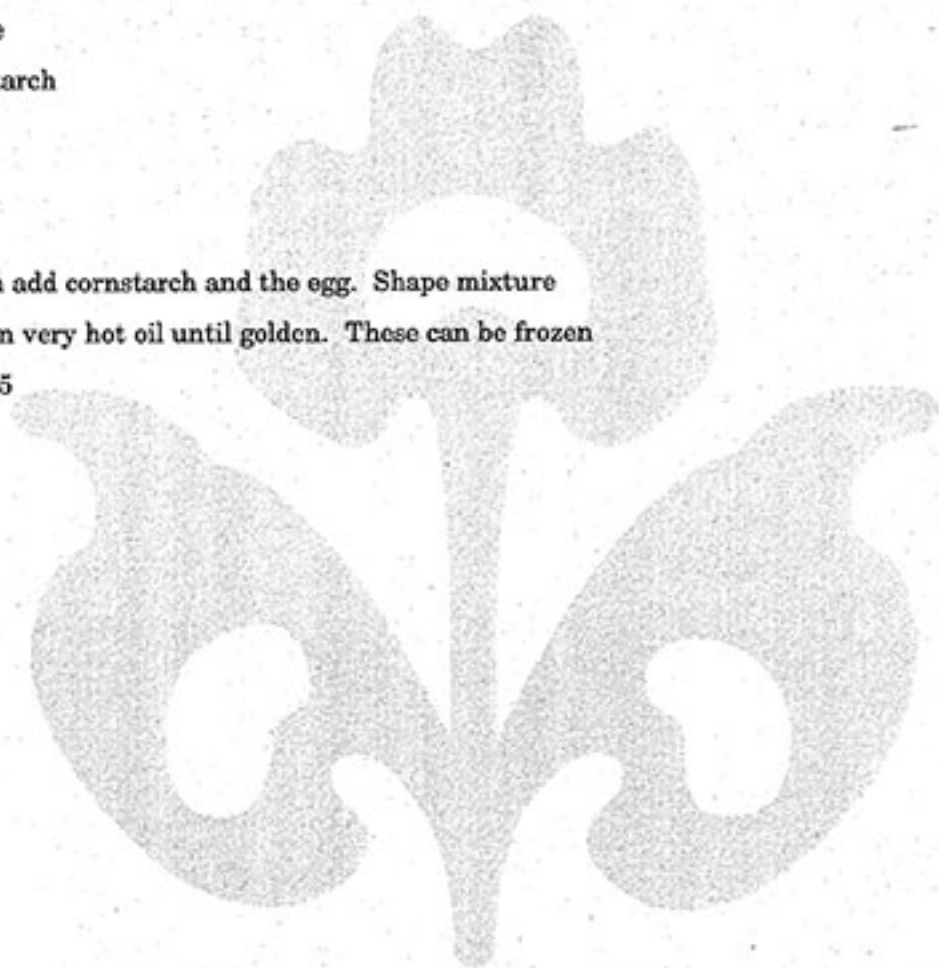 e
arch
add cornstarch and the egg. Shape mixture
n very hot oil until golden. These can be frozen
5